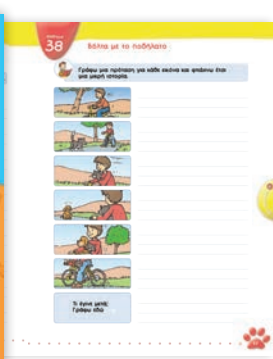 38
Βόλτα με το ποδήλατο
Γράφω μια πρόταση για κάθε εικόνα και φτιάχνω έτσι
μια μικρή ιστορία.
Τι έγινε μετά;
Γράφω εδώ